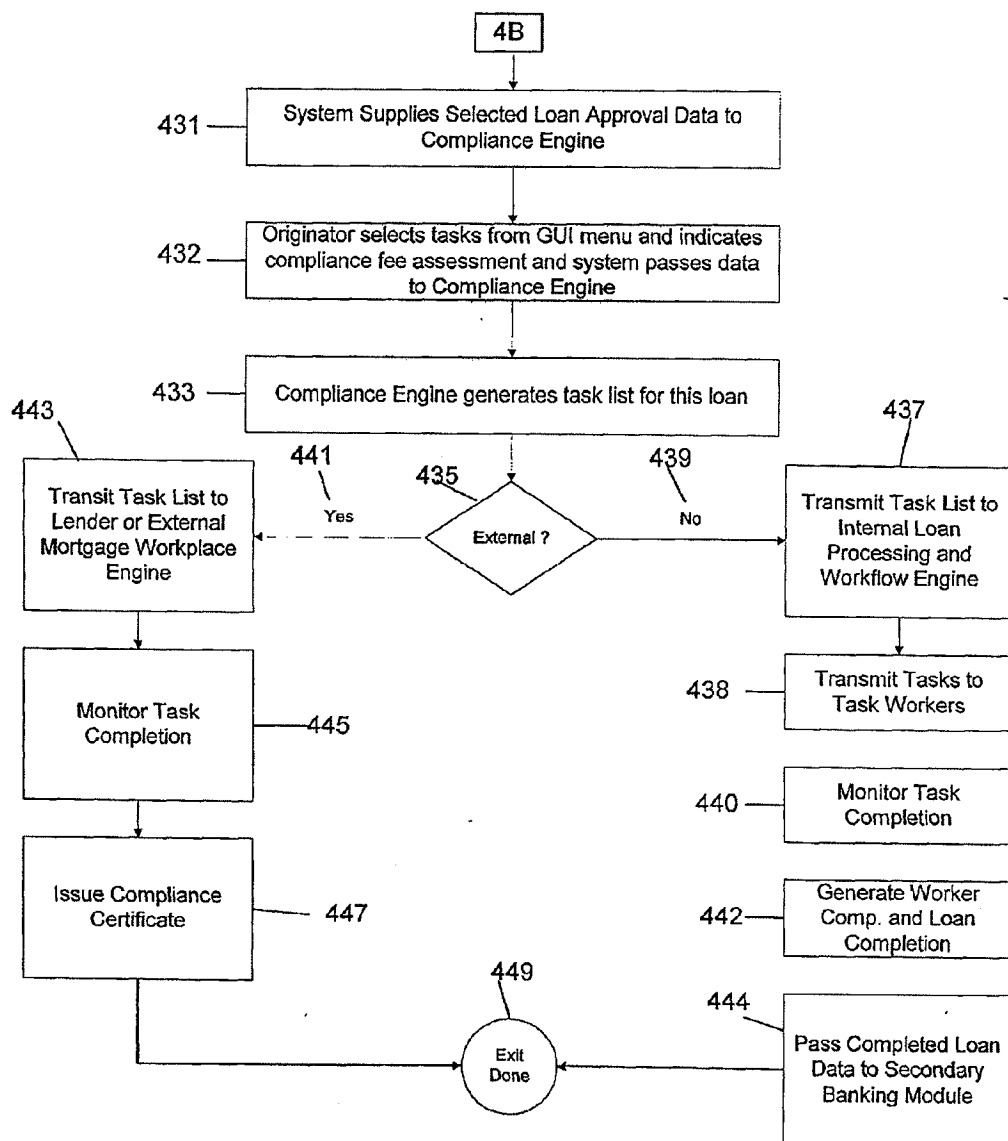 4B
431
System Supplies Selected Loan Approval Data to
Compliance Engine
432
Originator selects tasks from GUI menu and indicates
compliance fee assessment and system passes data
to Compliance Engine
433
Compliance Engine generates task list for this loan
443
441
435
439
437
Transit Task List to
Lender or External
Mortgage Workplace
Engine
Yes
External ?
No
Transmit Task List to
Internal Loan
Processing and
Workflow Engine
Monitor Task
Completion
445
438
Transmit Tasks to
Task Workers
440
Monitor Task
Completion
Issue Compliance
Certificate
447
442
Generate Worker
Comp. and Loan
Completion
449
Exit
Done
444
Pass Completed Loan
Data to Secondary
Banking Module